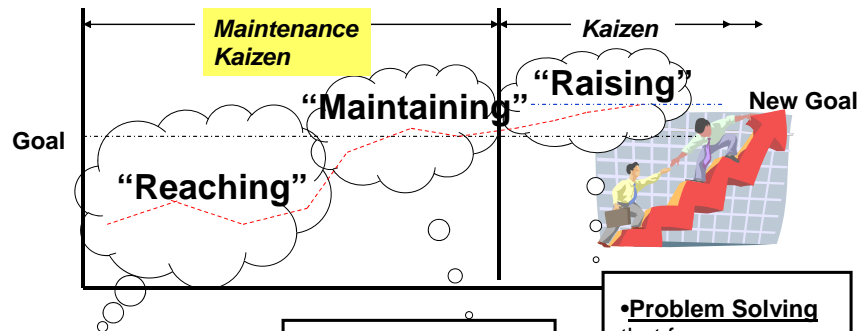 Maintenance
Kaizen
Kaizen
“Raising”
“Maintaining”
New Goal
Goal
“Reaching”
•Problem Solving